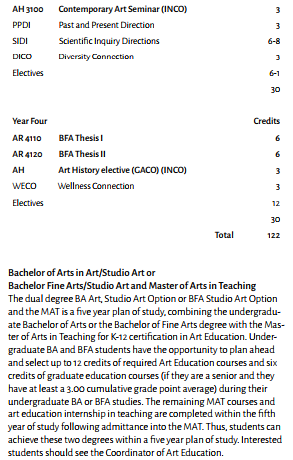 AH 3100 Contemporary Art Seminar (INCO) 3
PPDI Past and Present Direction 3
SIDI Scientific Inquiry Directions 6-8
DICO Diversity Connection 3
Electives 6-1
30
Year Four Credits
AR 4110 BFA Thesis I 6
AR 4120 BFA Thesis II 6
AH Art History elective (GACO) (INCO) 3
WECO Wellness Connection 3
Electives 12
30
Total 122
Bachelor of Arts in Art/Studio Art or
Bachelor Fine Arts/Studio Art and Master of Arts in Teaching
The dual degree BA Art, Studio Art Option or BFA Studio Art Option
and the MAT is a five year plan of study, combining the undergradu-
ate Bachelor of Arts or the Bachelor of Fine Arts degree with the Mas-
ter of Arts in Teaching for K-12 certification in Art Education. Under-
graduate BA and BFA students have the opportunity to plan ahead
and select up to 12 credits of required Art Education courses and six
credits of graduate education courses (if they are a senior and they
have at least a 3.00 cumulative grade point average) during their
undergraduate BA or BFA studies. The remaining MAT courses and
art education internship in teaching are completed within the fifth
year of study following admittance into the MAT. Thus, students can
achieve these two degrees within a five year plan of study. Interested
students should see the Coordinator of Art Education.